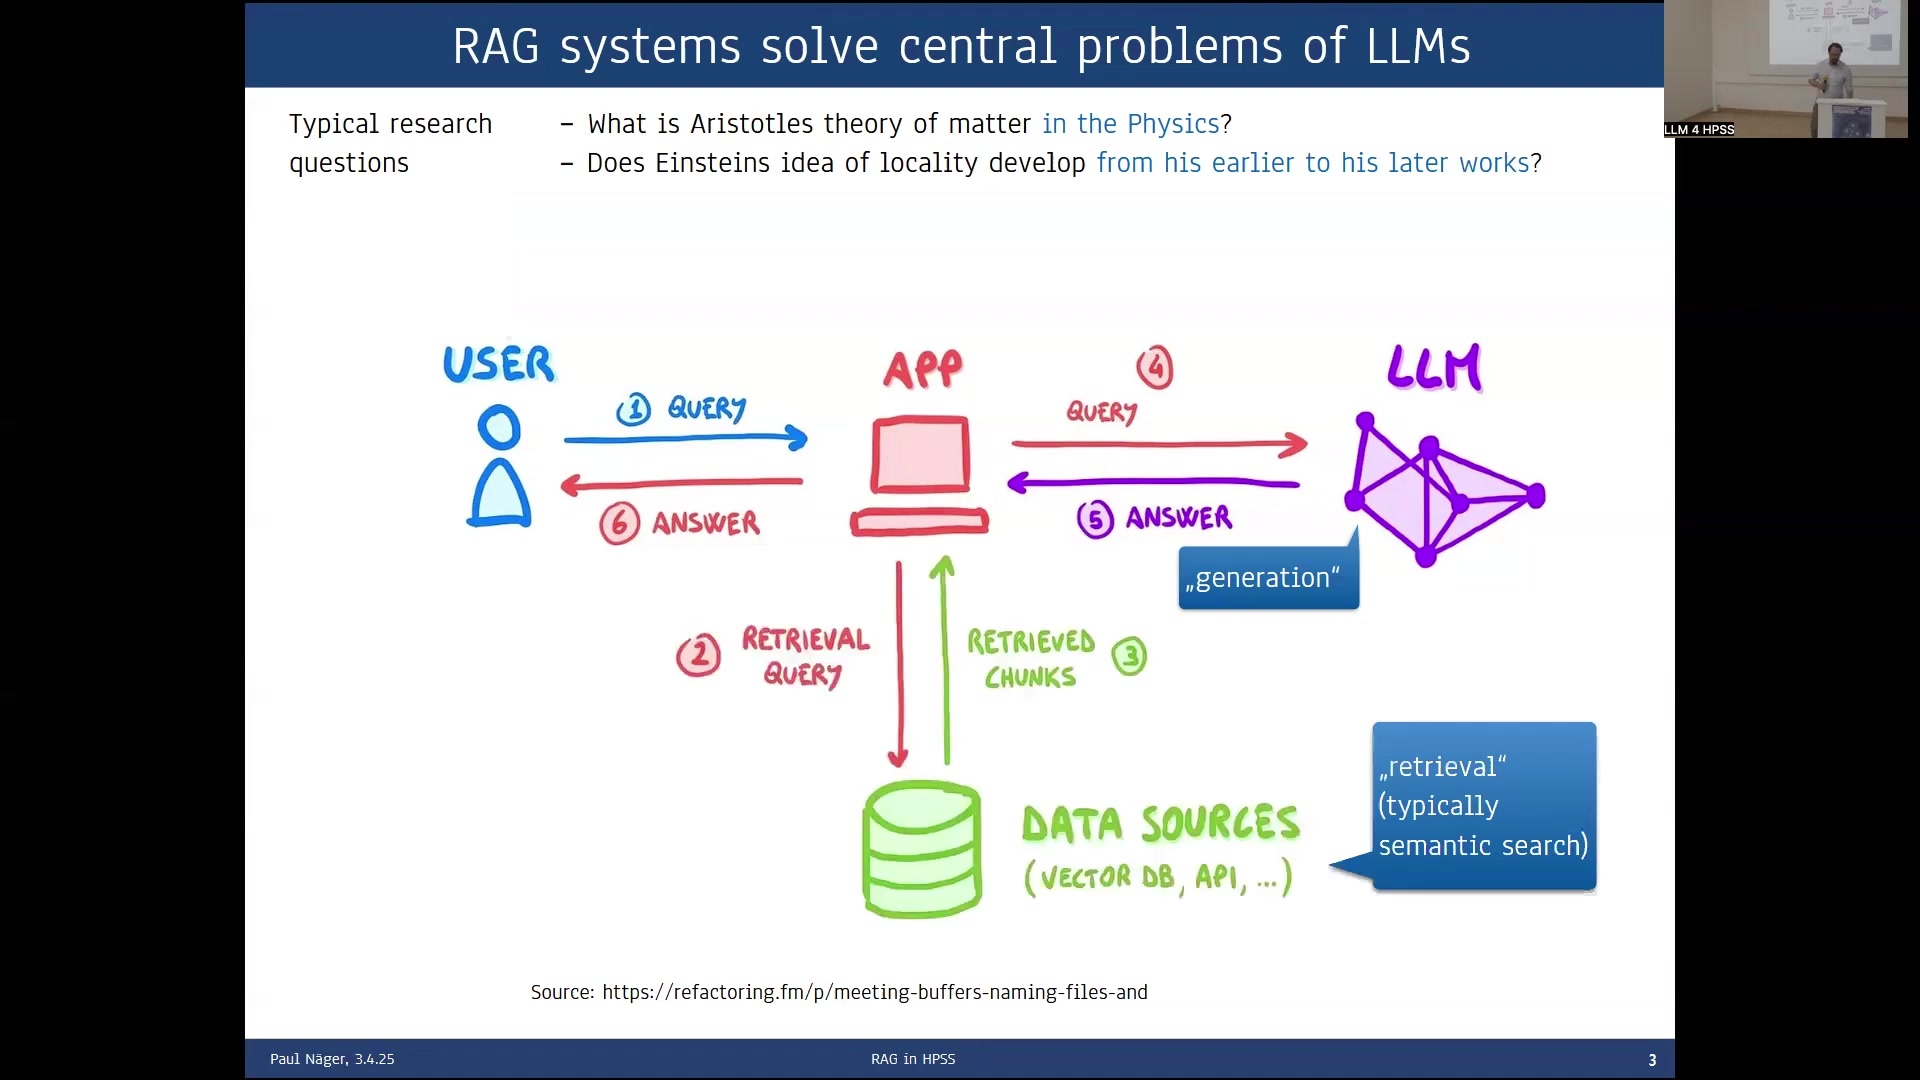 RAG systems solve central problems of LLMs
LLM 4 HPSS
Typical research
questions
– What is Aristotles theory of matter in the Physics?
– Does Einsteins idea of locality develop from his earlier to his later works?
USER
APP
LLM
1 QUERY
4
QUERY
6 ANSWER
5 ANSWER
„generation“
2 RETRIEVAL
QUERY
RETRIEVED
CHUNKS 3
DATA SOURCES
(VECTOR DB, API, ...)
„retrieval“
(typically
semantic search)
Source: https://refactoring.fm/p/meeting-buffers-naming-files-and
Paul Näger, 3.4.25
RAG in HPSS
3